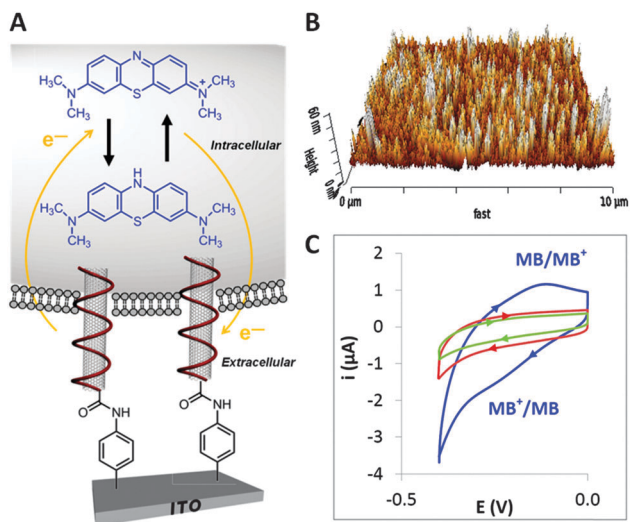 A
H₃C
N
CH₃
N
S
N⁺
CH₃
CH₃
e⁻
Intracellular
H
N
H₃C
N
CH₃
S
N
CH₃
CH₃
e⁻
Extracellular
O
NH
O
NH
ITO
B
60 nm
Height
0 nm
0 µm
fast
10 µm
C
MB/MB⁺
2
1
0
-1
-2
-3
-4
i (µA)
MB⁺/MB
-0.5
0.0
E (V)